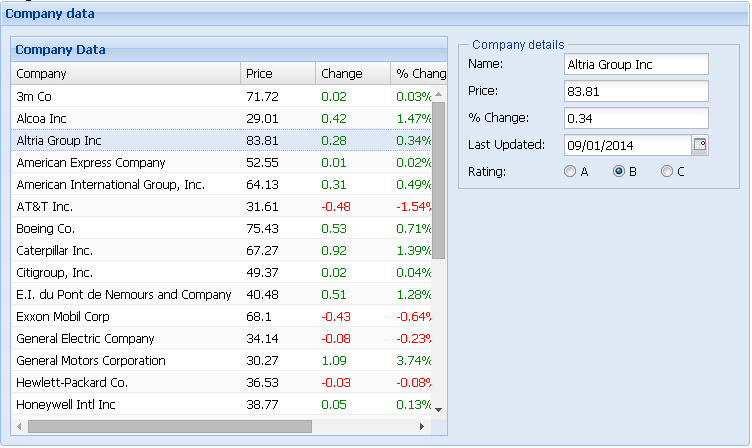 Company data
Company Data
Company Price Change % Chang
3m Co 71.72 0.02 0.03%
Alcoa Inc 29.01 0.42 1.47%
Altria Group Inc 83.81 0.28 0.34%
American Express Company 52.55 0.01 0.02%
American International Group, Inc. 64.13 0.31 0.49%
AT&T Inc. 31.61 -0.48 -1.54%
Boeing Co. 75.43 0.53 0.71%
Caterpillar Inc. 67.27 0.92 1.39%
Citigroup, Inc. 49.37 0.02 0.04%
E.I. du Pont de Nemours and Company 40.48 0.51 1.28%
Exxon Mobil Corp 68.1 -0.43 -0.64%
General Electric Company 34.14 -0.08 -0.23%
General Motors Corporation 30.27 1.09 3.74%
Hewlett-Packard Co. 36.53 -0.03 -0.08%
Honeywell Intl Inc 38.77 0.05 0.13%
Company details
Name: Altria Group Inc
Price: 83.81
% Change: 0.34
Last Updated: 09/01/2014
Rating: A B C